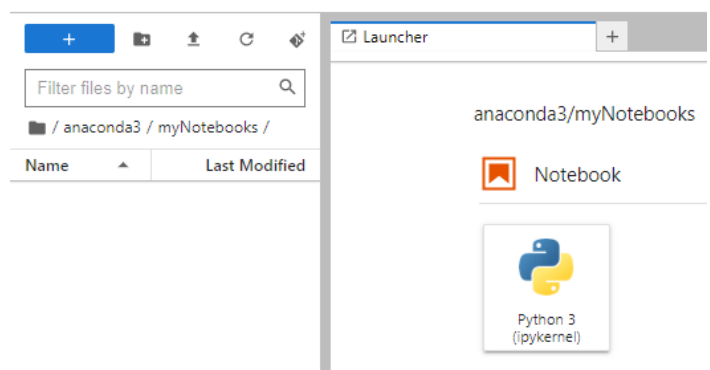 +
Filter files by name
/ anaconda3 / myNotebooks /
Name Last Modified
Launcher +
anaconda3/myNotebooks
Notebook
Python 3
(ipykernel)